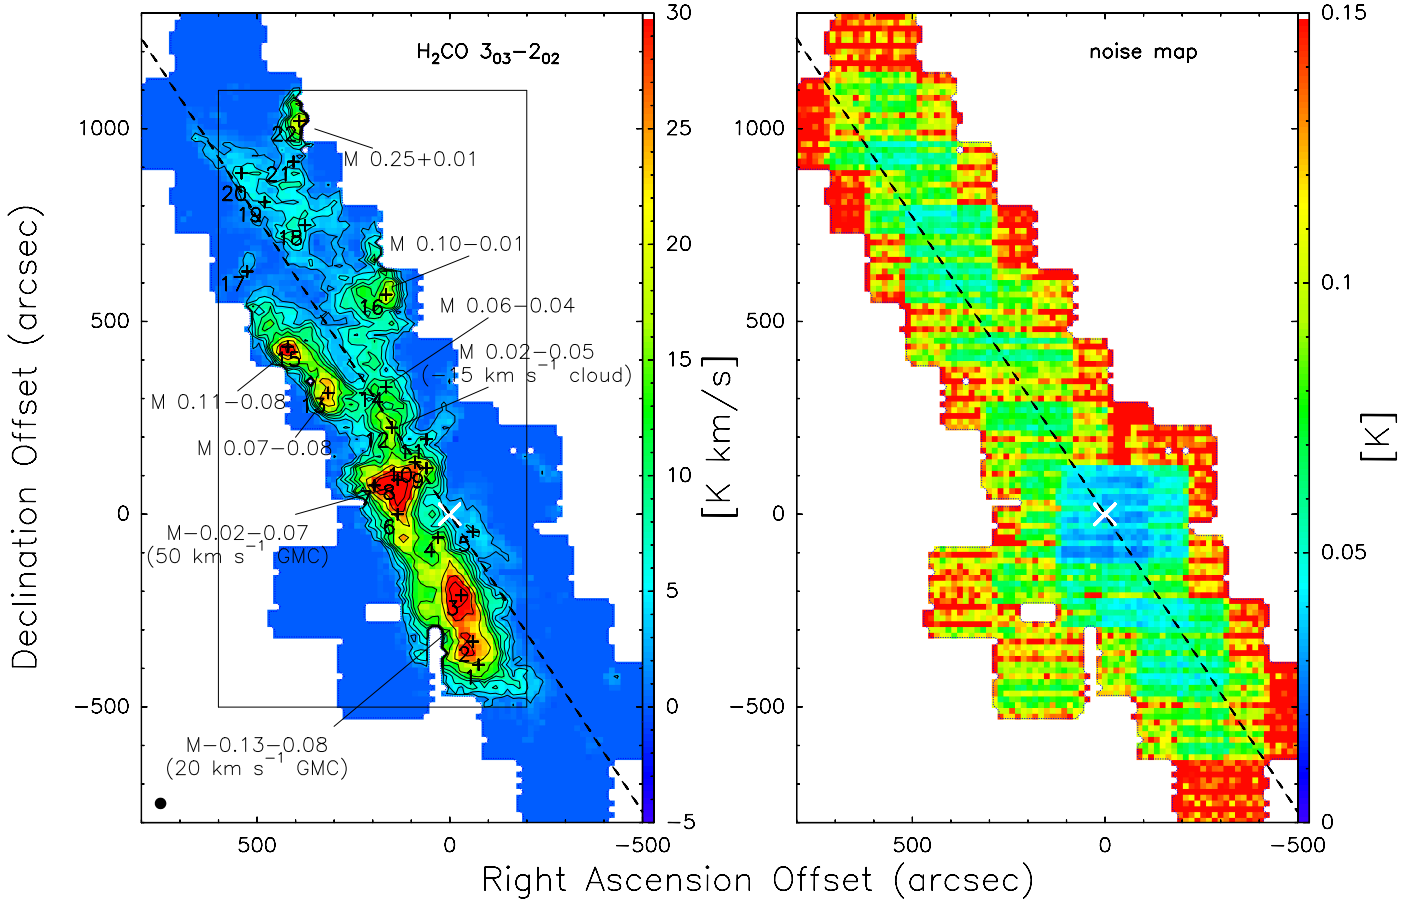 H₂CO 3₀₃−2₀₂
noise map
30
25
20
15
10
5
0
−5
0.15
0.1
0.05
0
1000
500
0
−500
Declination Offset (arcsec)
[K km/s]
[K]
22
M 0.25+0.01
21
20
19
18
M 0.10−0.01
17
16
M 0.06−0.04
M 0.02−0.05
(−15 km s⁻¹ cloud)
15
14
M 0.11−0.08
13
M 0.07−0.08
12
11
10
9
8
7
6
M−0.02−0.07
(50 km s⁻¹ GMC)
5
4
3
2
1
M−0.13−0.08
(20 km s⁻¹ GMC)
500
0
−500
500
0
−500
Right Ascension Offset (arcsec)